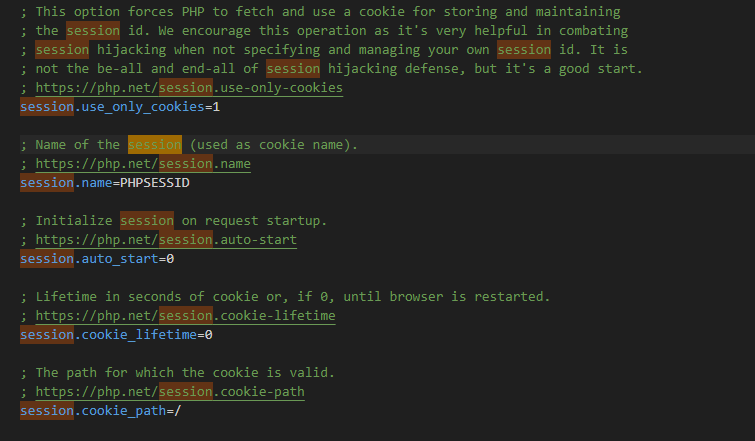 ; This option forces PHP to fetch and use a cookie for storing and maintaining
; the session id. We encourage this operation as it's very helpful in combating
; session hijacking when not specifying and managing your own session id. It is
; not the be-all and end-all of session hijacking defense, but it's a good start.
; https://php.net/session.use-only-cookies
session.use_only_cookies=1
; Name of the session (used as cookie name).
; https://php.net/session.name
session.name=PHPSESSID
; Initialize session on request startup.
; https://php.net/session.auto-start
session.auto_start=0
; Lifetime in seconds of cookie or, if 0, until browser is restarted.
; https://php.net/session.cookie-lifetime
session.cookie_lifetime=0
; The path for which the cookie is valid.
; https://php.net/session.cookie-path
session.cookie_path=/